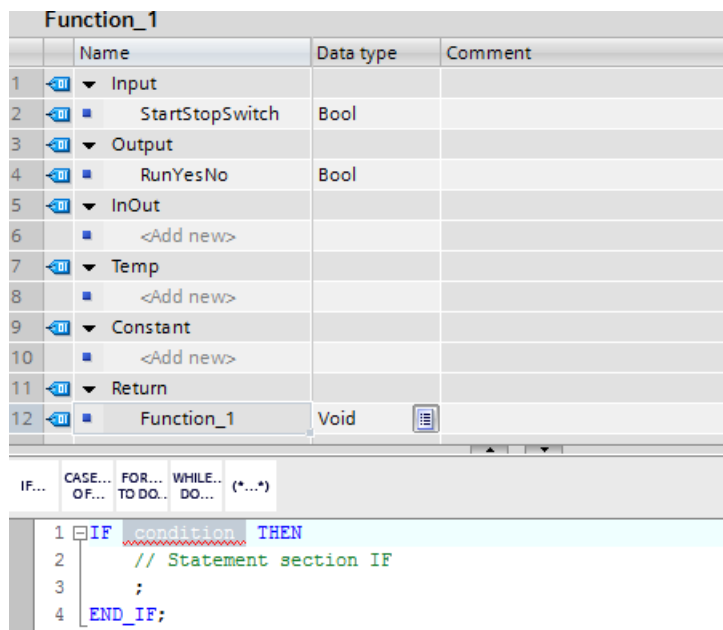 Function_1
Name Data type Comment
1 Input
2 StartStopSwitch Bool
3 Output
4 RunYesNo Bool
5 InOut
6 <Add new>
7 Temp
8 <Add new>
9 Constant
10 <Add new>
11 Return
12 Function_1 Void
IF... CASE... OF... FOR... TO DO... WHILE... DO... (*...*)
1 IF condition THEN
2 // Statement section IF
3 ;
4 END_IF;